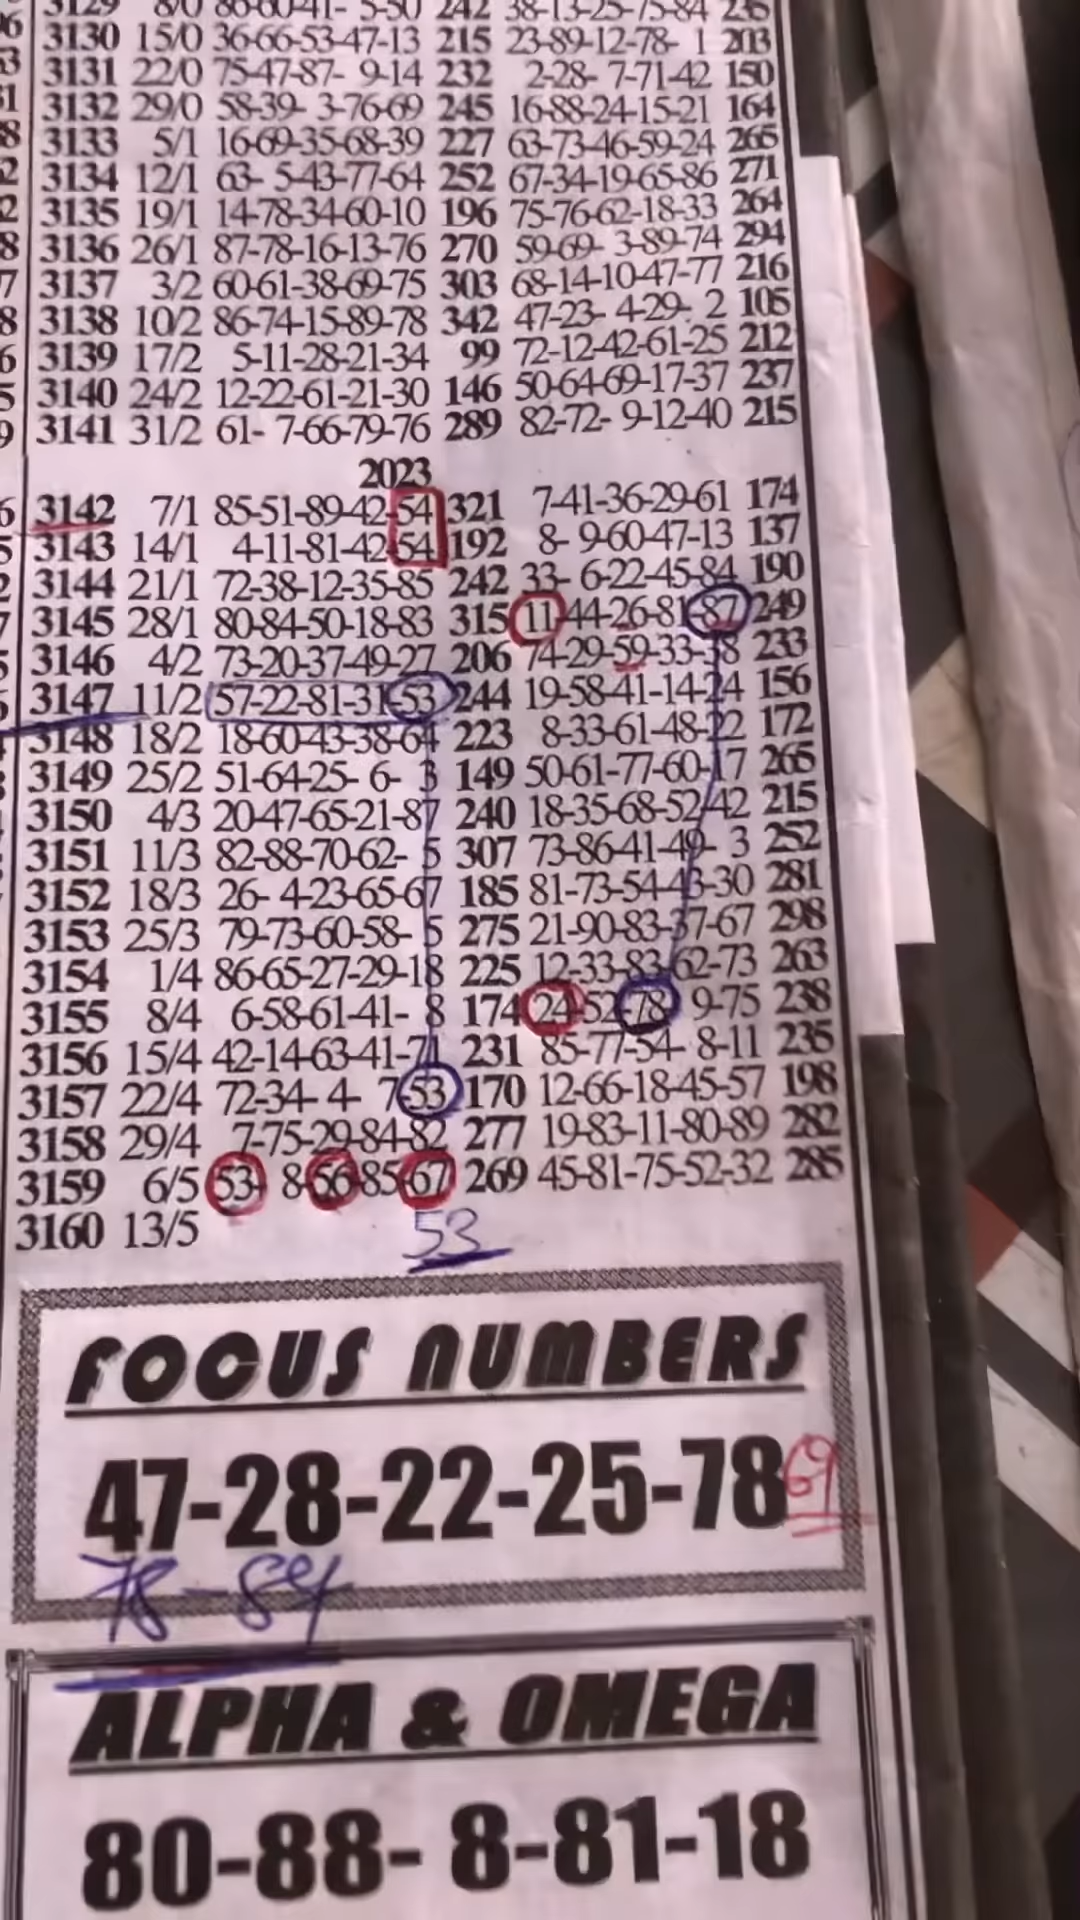 3129 8/0 242 38-13-25-75-84 235
3130 15/0 36-66-53-47-13 215 23-89-12-78- 1 203
3131 22/0 75-47-87- 9-14 232 2-28- 7-71-42 150
3132 29/0 58-39- 3-76-69 245 16-88-24-15-21 164
3133 5/1 16-69-35-68-39 227 63-73-46-59-24 265
3134 12/1 63- 5-43-77-64 252 67-34-19-65-86 271
3135 19/1 14-78-34-60-10 196 75-76-62-18-33 264
3136 26/1 87-78-16-13-76 270 59-69- 3-89-74 294
3137 3/2 60-61-38-69-75 303 68-14-10-47-77 216
3138 10/2 86-74-15-89-78 342 47-23- 4-29- 2 105
3139 17/2 5-11-28-21-34 99 72-12-42-61-25 212
3140 24/2 12-22-61-21-30 146 50-64-69-17-37 237
3141 31/2 61- 7-66-79-76 289 82-72- 9-12-40 215
2023
3142 7/1 85-51-89-42-54 321 7-41-36-29-61 174
3143 14/1 4-11-81-42-54 192 8- 9-60-47-13 137
3144 21/1 72-38-12-35-85 242 33- 6-22-45-84 190
3145 28/1 80-84-50-18-83 315 11-44-26-81-87 249
3146 4/2 73-20-37-49-27 206 74-29-59-33-38 233
3147 11/2 57-22-81-31-53 244 19-58-41-14-24 156
3148 18/2 18-60-43-38-64 223 8-33-61-48-22 172
3149 25/2 51-64-25- 6- 3 149 50-61-77-60-17 265
3150 4/3 20-47-65-21-87 240 18-35-68-52-42 215
3151 11/3 82-88-70-62- 5 307 73-86-41-49- 3 252
3152 18/3 26- 4-23-65-67 185 81-73-54-43-30 281
3153 25/3 79-73-60-58- 5 275 21-90-83-37-67 298
3154 1/4 86-65-27-29-18 225 12-33-83-62-73 263
3155 8/4 6-58-61-41- 8 174 24-52-78- 9-75 238
3156 15/4 42-14-63-41-71 231 85-77-54- 8-11 235
3157 22/4 72-34- 4- 7-53 170 12-66-18-45-57 198
3158 29/4 7-75-29-84-82 277 19-83-11-80-89 282
3159 6/5 53- 8-56-85-67 269 45-81-75-52-32 285
3160 13/5
53
FOCUS NUMBERS
47-28-22-25-78 69
78-84
ALPHA & OMEGA
80-88- 8-81-18